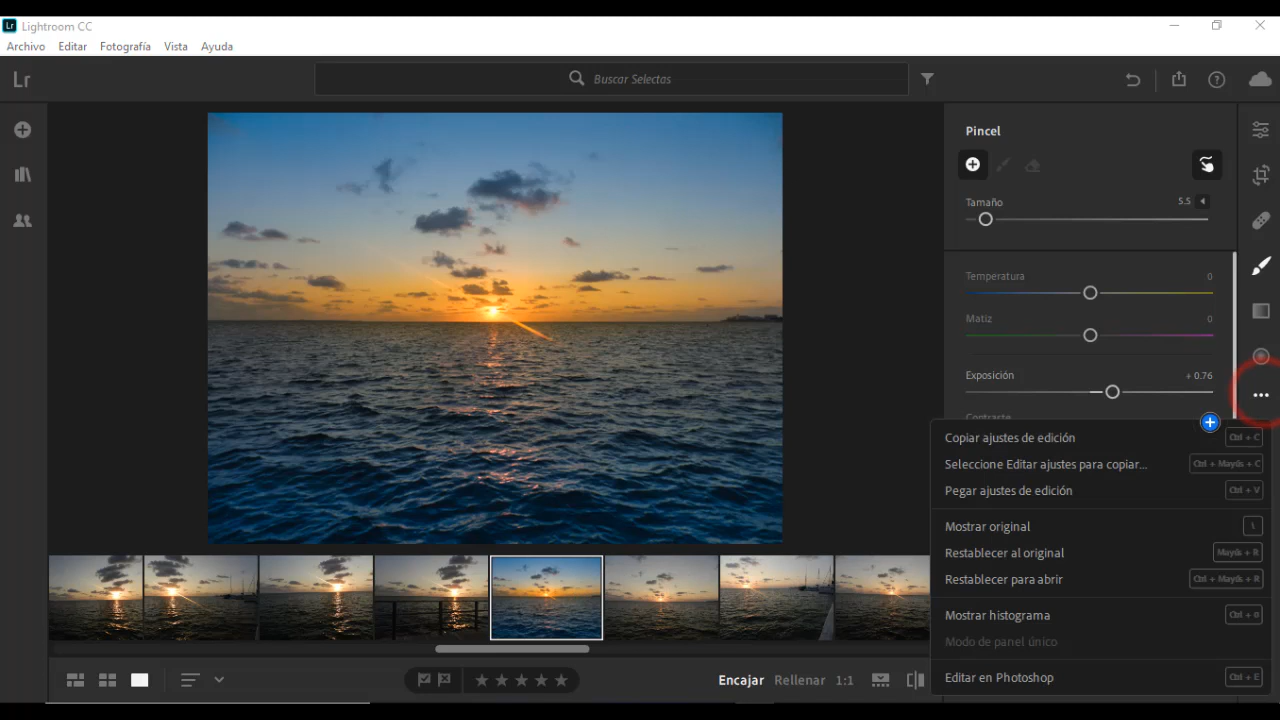 Lr Lightroom CC
Archivo Editar Fotografía Vista Ayuda
Lr
Buscar Selectas
Pincel
Tamaño 5.5
Temperatura 0
Matiz 0
Exposición + 0.76
Contraste
Copiar ajustes de edición Ctrl + C
Seleccione Editar ajustes para copiar... Ctrl + Mayús + C
Pegar ajustes de edición Ctrl + V
Mostrar original \
Restablecer al original Mayús + R
Restablecer para abrir Ctrl + Mayús + R
Mostrar histograma Ctrl + 0
Modo de panel único
Editar en Photoshop Ctrl + E
Encajar Rellenar 1:1